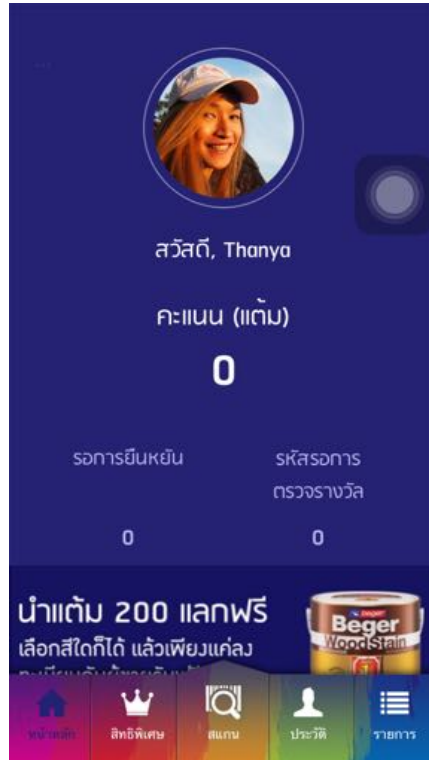 สวัสดี, Thanya
คะแนน (แต้ม)
0
รอการยืนหยัน
รหัสรอการ
ตรวจรางวัล
0
0
นำแต้ม 200 แลกฟรี
เลือกสีใดก็ได้ แล้วเพียงแค่ลง
Beger
WoodStain
หน้าหลัก
สิทธิพิเศษ
สแกน
ประวัติ
รายการ